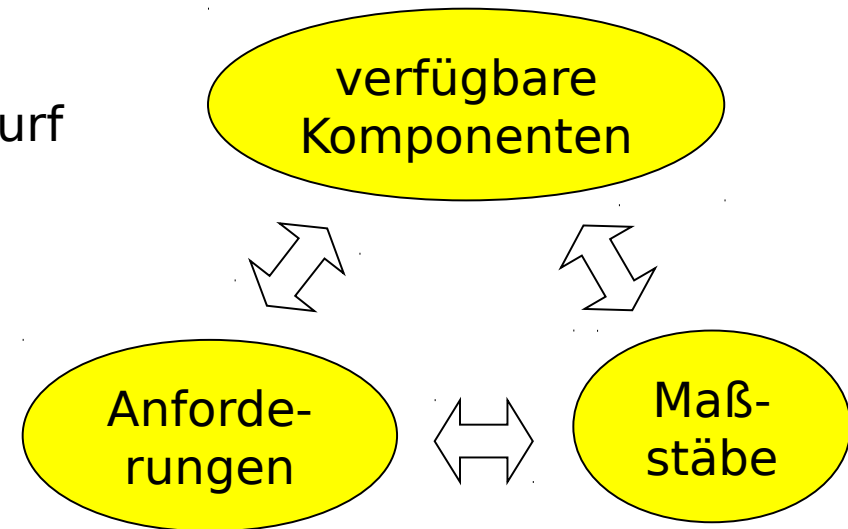 verfügbare
Komponenten
urf
Anforde-
rungen
Maß-
stäbe